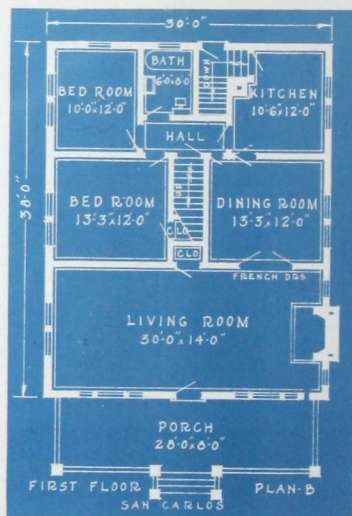 30'-0"
BATH
6'-0"x8'-0"
DOWN
BED ROOM
10'-0"x12'-0"
KITCHEN
10'-6"x12'-0"
HALL
38'-0"
BED ROOM
13'-3"x12'-0"
UP
DINING ROOM
13'-3"x12'-0"
CLO
CLO
FRENCH DRS
LIVING ROOM
30'-0"x14'-0"
PORCH
28'-0"x8'-0"
FIRST FLOOR
PLAN-B
SAN CARLOS